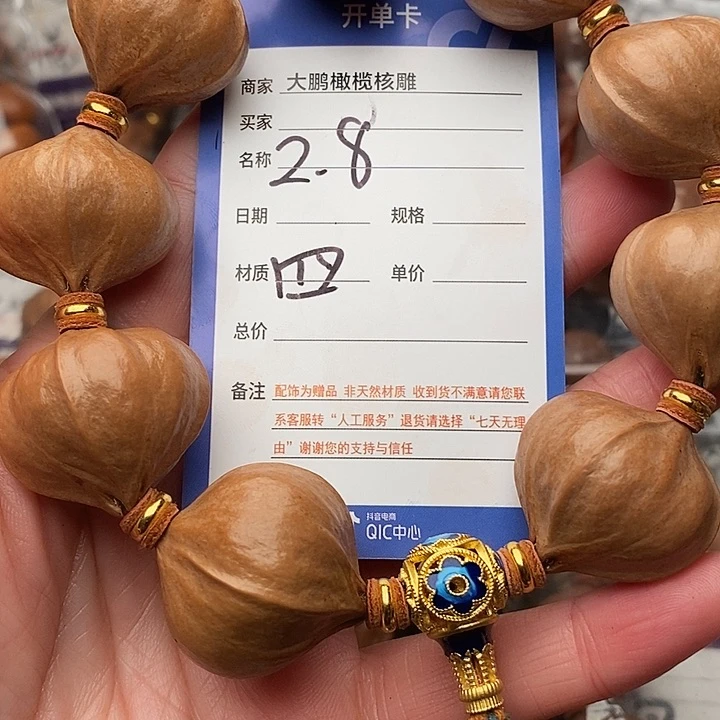 开单卡
商家 大鹏橄榄核雕
买家
名称 2.8
日期 规格
材质 四 单价
总价
备注 配饰为赠品 非天然材质 收到货不满意请您联
系客服转“人工服务”退货请选择“七天无理
由”谢谢您的支持与信任
抖音电商
QIC中心